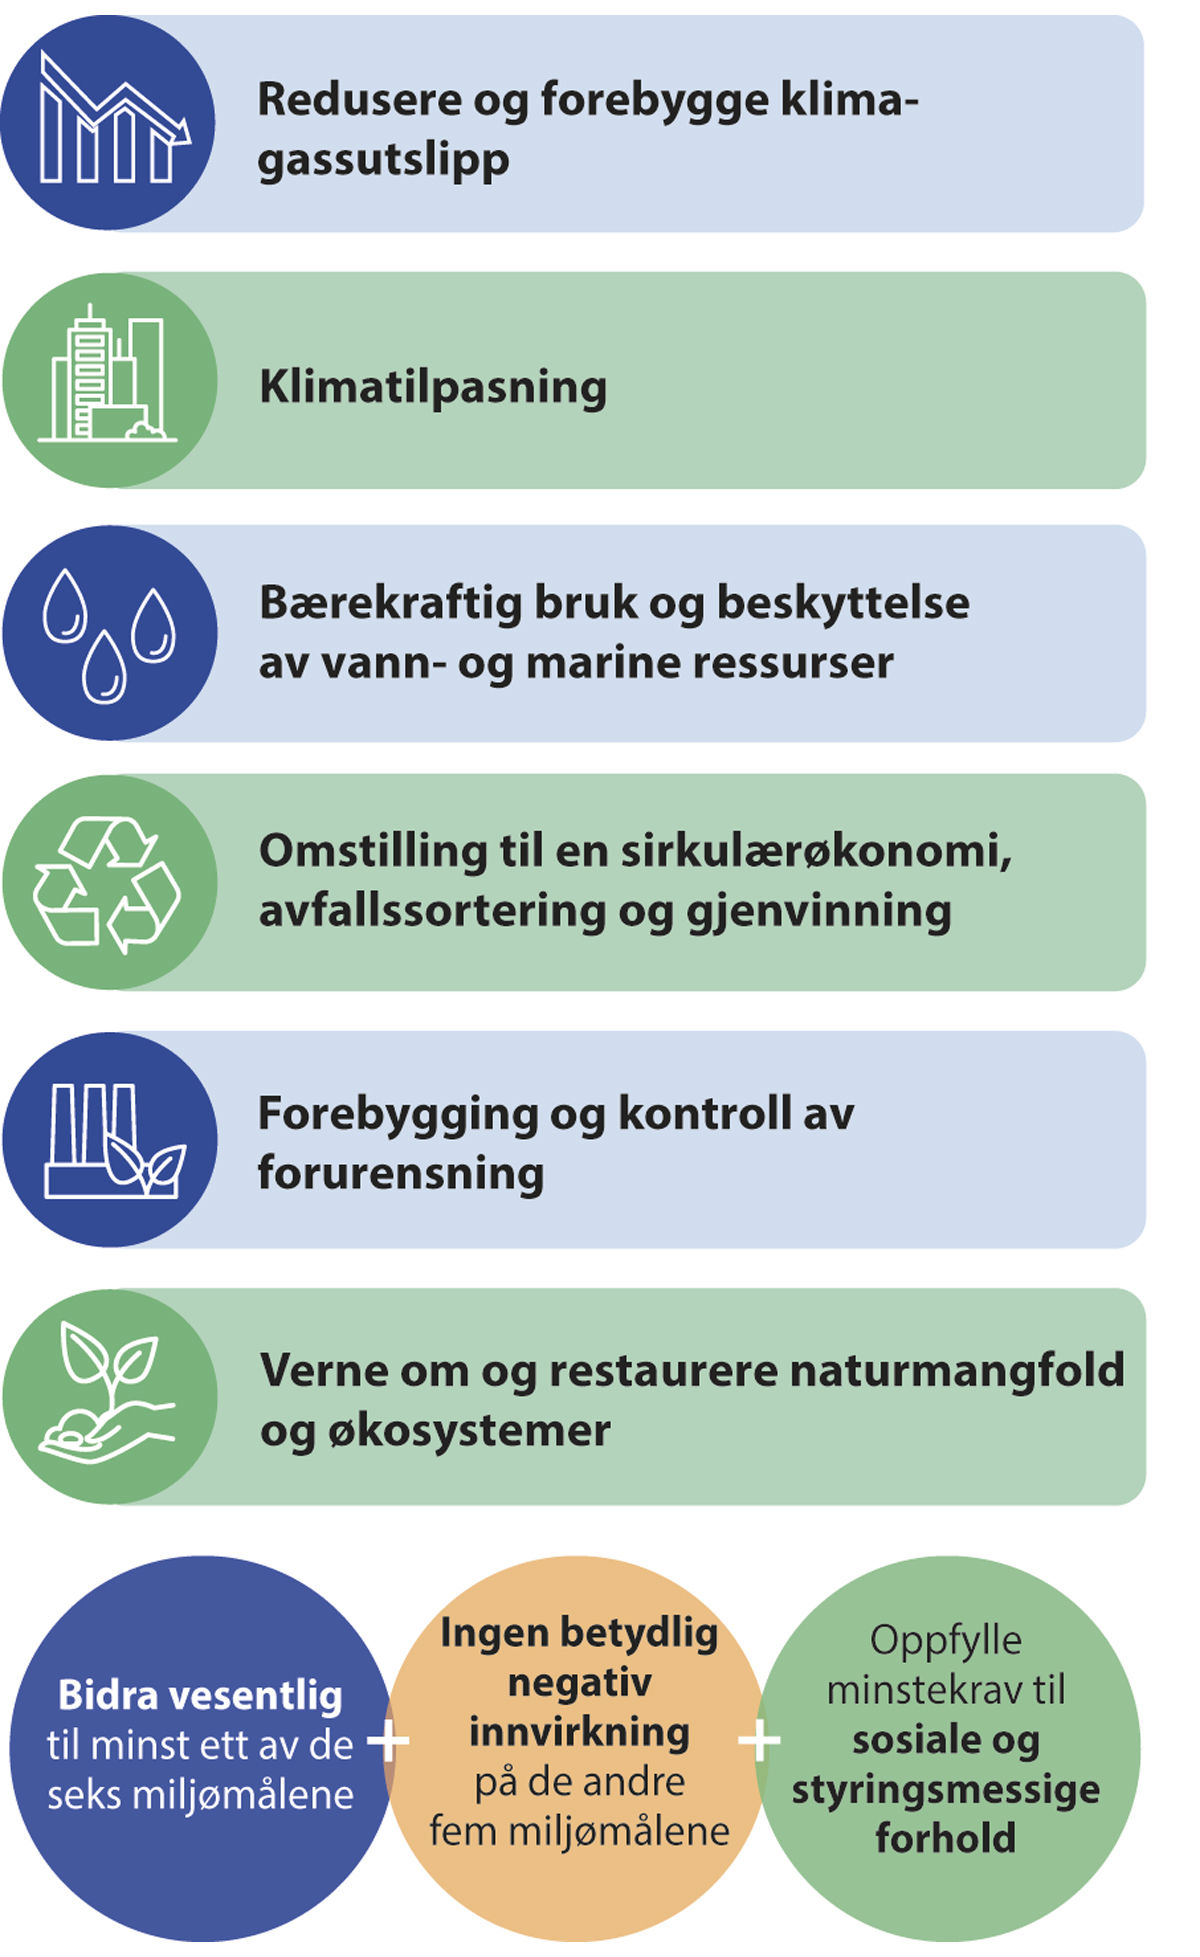 Redusere og forebygge klima-
gassutslipp
Klimatilpasning
Bærekraftig bruk og beskyttelse
av vann- og marine ressurser
Omstilling til en sirkulærøkonomi,
avfallssortering og gjenvinning
Forebygging og kontroll av
forurensning
Verne om og restaurere naturmangfold
og økosystemer
Bidra vesentlig
til minst ett av de
seks miljømålene
+
Ingen betydlig
negativ
innvirkning
på de andre
fem miljømålene
+
Oppfylle
minstekrav til
sosiale og
styringsmessige
forhold